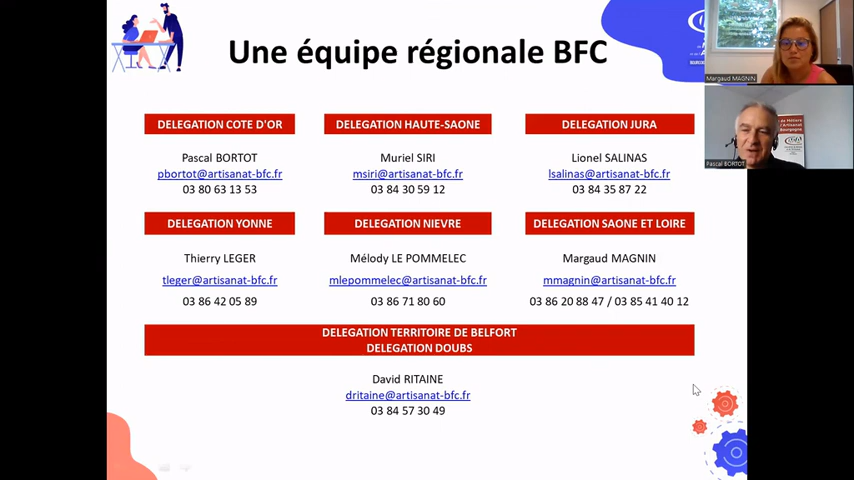 Une équipe régionale BFC
DELEGATION COTE D'OR
Pascal BORTOT
pbortot@artisanat-bfc.fr
03 80 63 13 53
DELEGATION HAUTE-SAONE
Muriel SIRI
msiri@artisanat-bfc.fr
03 84 30 59 12
DELEGATION JURA
Lionel SALINAS
lsalinas@artisanat-bfc.fr
03 84 35 87 22
DELEGATION YONNE
Thierry LEGER
tleger@artisanat-bfc.fr
03 86 42 05 89
DELEGATION NIEVRE
Mélody LE POMMELEC
mlepommelec@artisanat-bfc.fr
03 86 71 80 60
DELEGATION SAONE ET LOIRE
Margaud MAGNIN
mmagnin@artisanat-bfc.fr
03 86 20 88 47 / 03 85 41 40 12
DELEGATION TERRITOIRE DE BELFORT
DELEGATION DOUBS
David RITAINE
dritaine@artisanat-bfc.fr
03 84 57 30 49
Margaud MAGNIN
de Métiers
l'Artisanat
Bourgogne
Pascal BORTOT